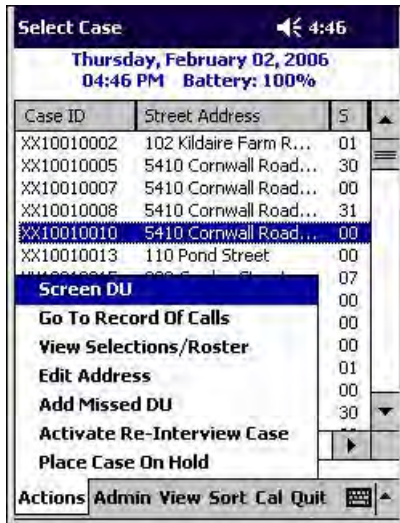 Select Case 4:46
Thursday, February 02, 2006
04:46 PM Battery: 100%
Case ID Street Address S
XX10010002 102 Kildaire Farm R... 01
XX10010005 5410 Cornwall Road... 30
XX10010007 5410 Cornwall Road... 00
XX10010008 5410 Cornwall Road... 31
XX10010010 5410 Cornwall Road... 00
XX10010013 110 Pond Street 00
07
Screen DU
00
Go To Record Of Calls 00
View Selections/Roster 00
Edit Address 01
00
Add Missed DU 30
Activate Re-Interview Case
Place Case On Hold
Actions Admin View Sort Cal Quit